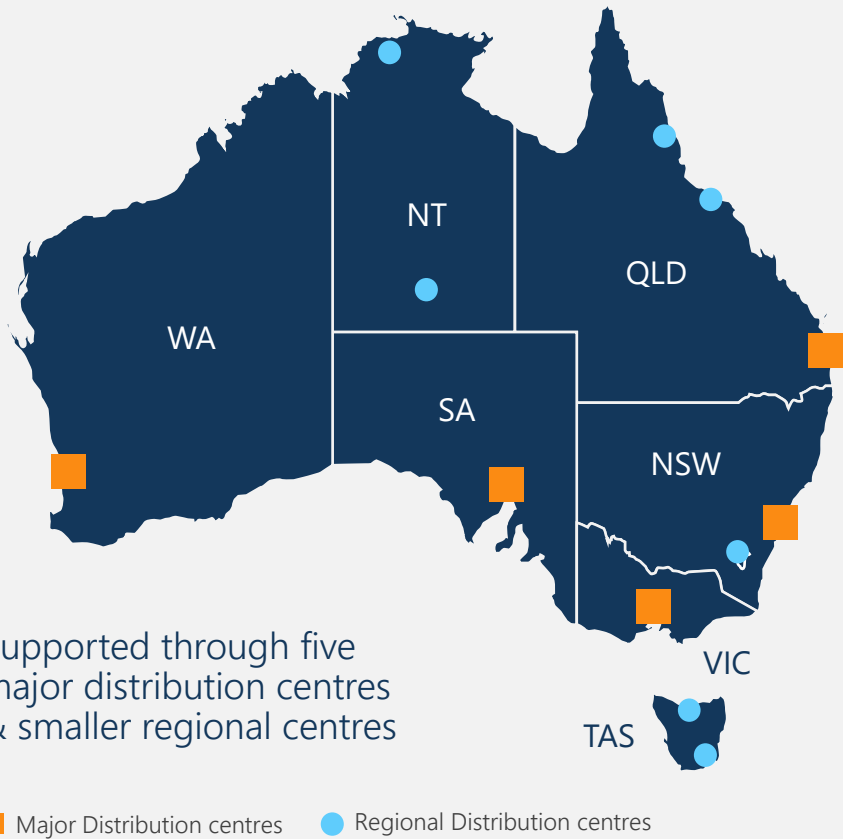 NT
QLD
WA
SA
NSW
upported through five
VIC
najor distribution centres
& smaller regional centres
TAS
Major Distribution centres
Regional Distribution centres